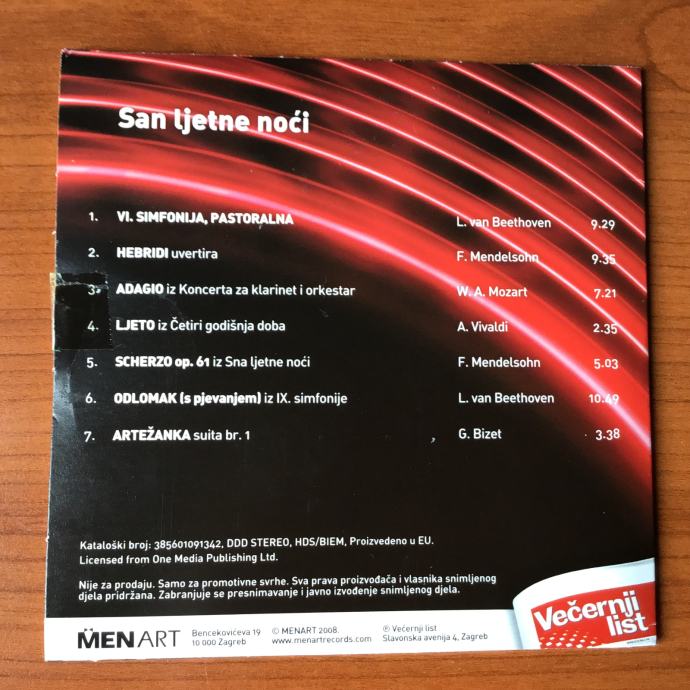 San ljetne noći
1. VI. SIMFONIJA, PASTORALNA L. van Beethoven 9.29
2. HEBRIDI uvertira F. Mendelsohn 9.35
3. ADAGIO iz Koncerta za klarinet i orkestar W. A. Mozart 7.21
4. LJETO iz Četiri godišnja doba A. Vivaldi 2.35
5. SCHERZO op. 61 iz Sna ljetne noći F. Mendelsohn 5.03
6. ODLOMAK (s pjevanjem) iz IX. simfonije L. van Beethoven 10.49
7. ARTEŽANKA suita br. 1 G. Bizet 3.38
Kataloški broj: 385601091342, DDD STEREO, HDS/BIEM, Proizvedeno u EU.
Licensed from One Media Publishing Ltd.
Nije za prodaju. Samo za promotivne svrhe. Sva prava proizvođača i vlasnika snimljenog
djela pridržana. Zabranjuje se presnimavanje i javno izvođenje snimljenog djela.
MENART
Bencekovićeva 19
10 000 Zagreb
© MENART 2008.
www.menartrecords.com
℗ Večernji list
Slavonska avenija 4, Zagreb
Večernji
list